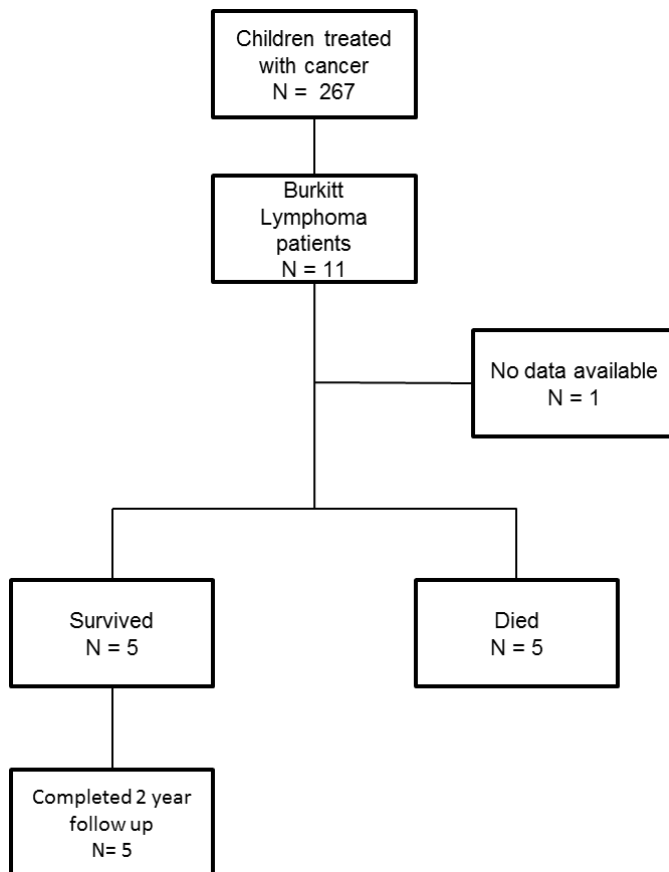 Children treated
with cancer
N = 267
Burkitt
Lymphoma
patients
N = 11
No data available
N = 1
Survived
N = 5
Died
N = 5
Completed 2 year
follow up
N= 5